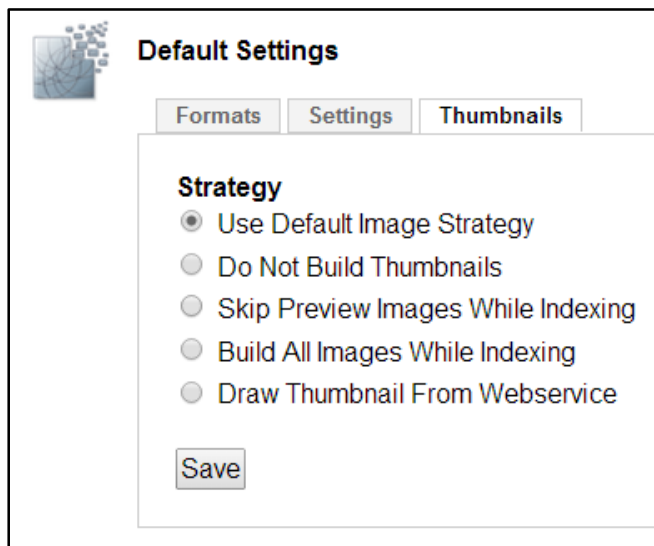 Default Settings
Formats Settings Thumbnails
Strategy
Use Default Image Strategy
Do Not Build Thumbnails
Skip Preview Images While Indexing
Build All Images While Indexing
Draw Thumbnail From Webservice
Save